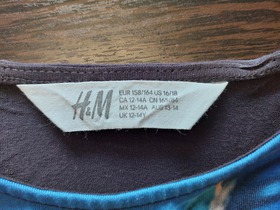 H&M
EUR 158/164 US 16/18
CA 12-14A CN 165/84
MX 12-14A AUS 13-14
UK 12-14Y